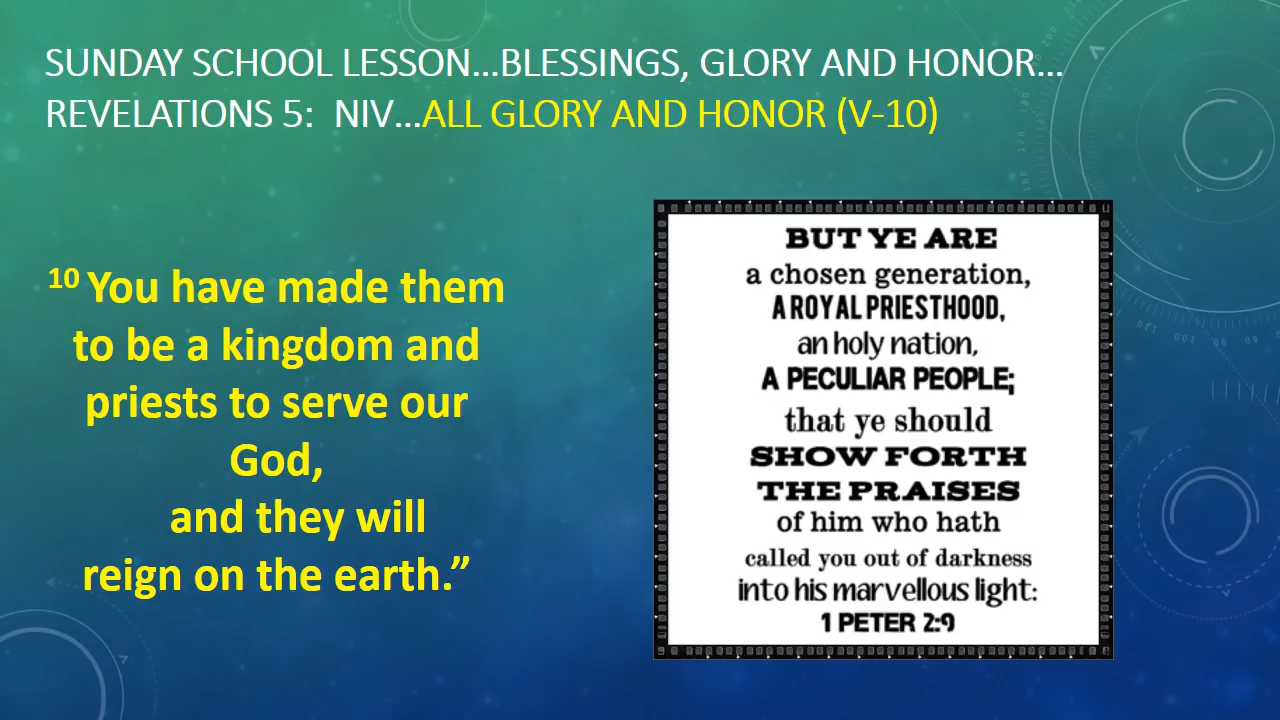 SUNDAY SCHOOL LESSON...BLESSINGS, GLORY AND HONOR...
REVELATIONS 5: NIV...ALL GLORY AND HONOR (V-10)
10 You have made them
to be a kingdom and
priests to serve our
God,
and they will
reign on the earth.”
BUT YE ARE
a chosen generation,
A ROYAL PRIESTHOOD,
an holy nation,
A PECULIAR PEOPLE;
that ye should
SHOW FORTH
THE PRAISES
of him who hath
called you out of darkness
into his marvellous light:
1 PETER 2:9